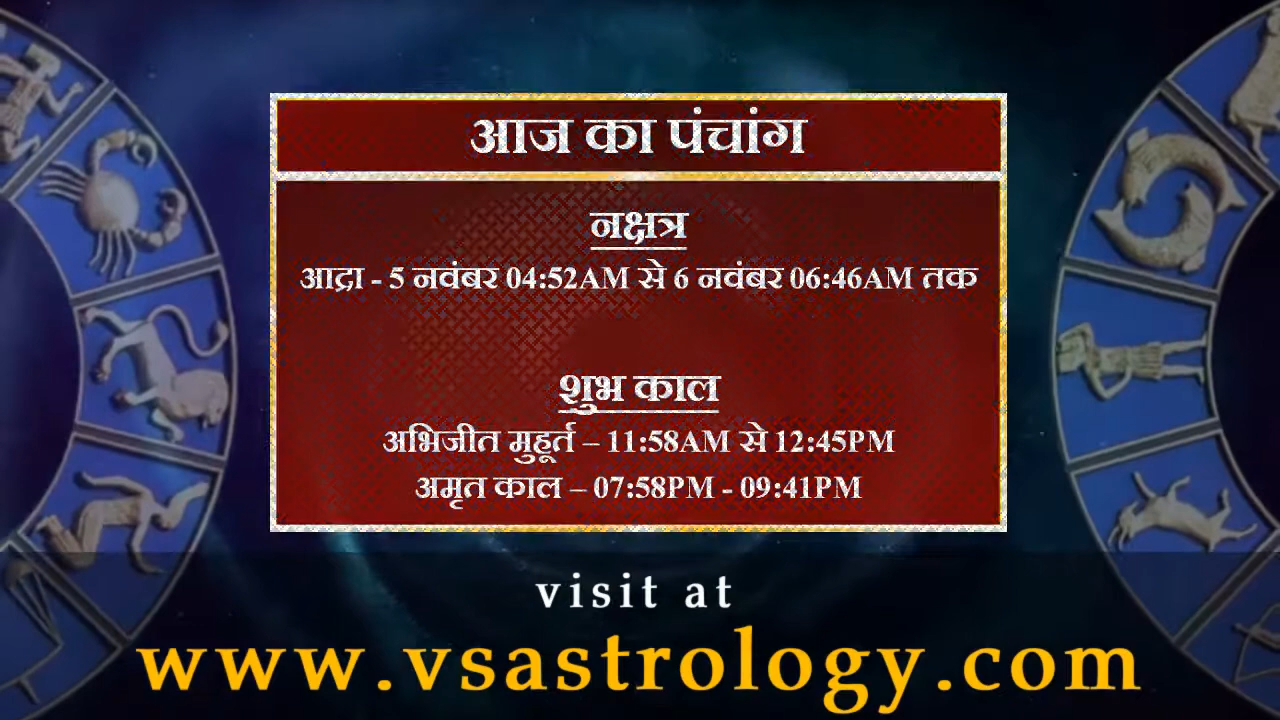 आज का पंचांग
नक्षत्र
आद्रा - 5 नवंबर 04:52AM से 6 नवंबर 06:46AM तक
शुभ काल
अभिजीत मुहूर्त – 11:58AM से 12:45PM
अमृत काल – 07:58PM - 09:41PM
visit at
www.vsastrology.com